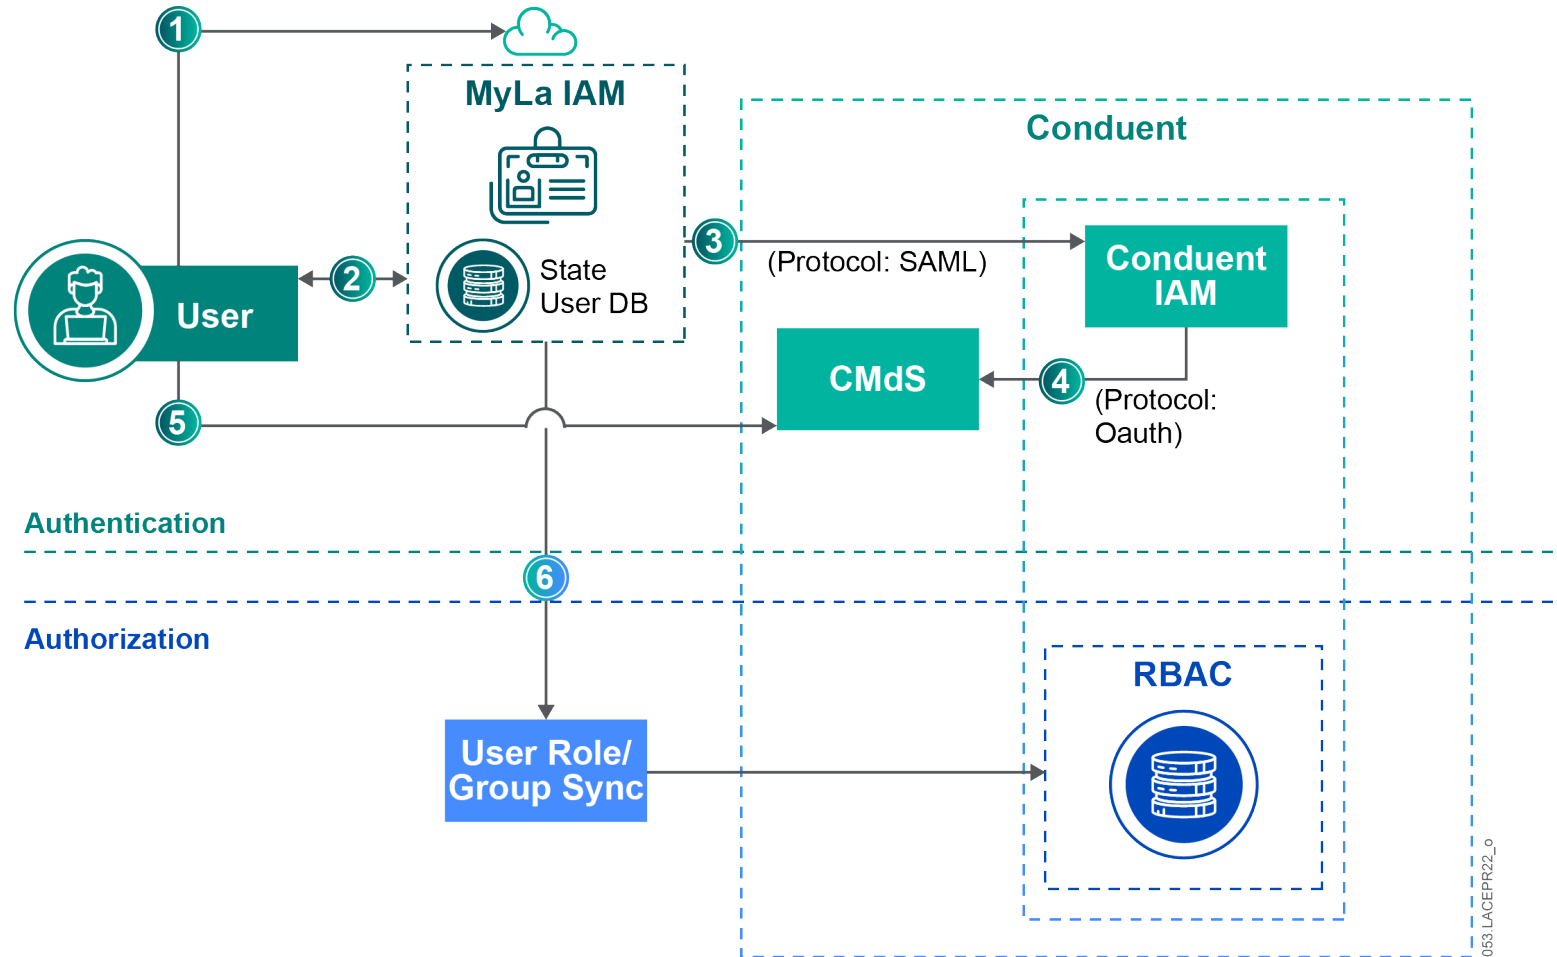 1
MyLa IAM
Conduent
State
User DB
2
3
(Protocol: SAML)
Conduent
IAM
User
CMdS
4
(Protocol:
Oauth)
5
Authentication
6
Authorization
RBAC
User Role/
Group Sync
053.LACEPR22_o